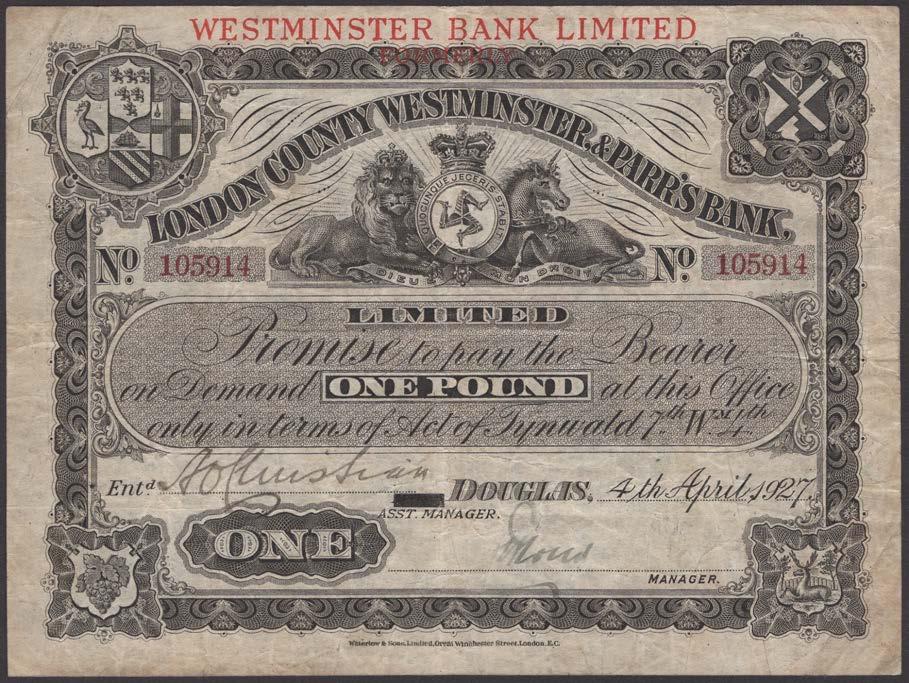 WESTMINSTER BANK LIMITED
FORMERLY
LONDON COUNTY WESTMINSTER, & PARR'S BANK,
QUOCUNQUE JECERIS STABIT
DIEU E MON DROIT
No. 105914
No 105914
LIMITED
Promise to pay the Bearer
on Demand ONE POUND at this Office
only in terms of Act of Tynwald 7th Wm 4th
Entd A O Christian
DOUGLAS, 4th April, 1927.
ASST. MANAGER.
ONE
MANAGER.
Waterlow & Sons, Limited, Great Winchester Street, London. E.C.